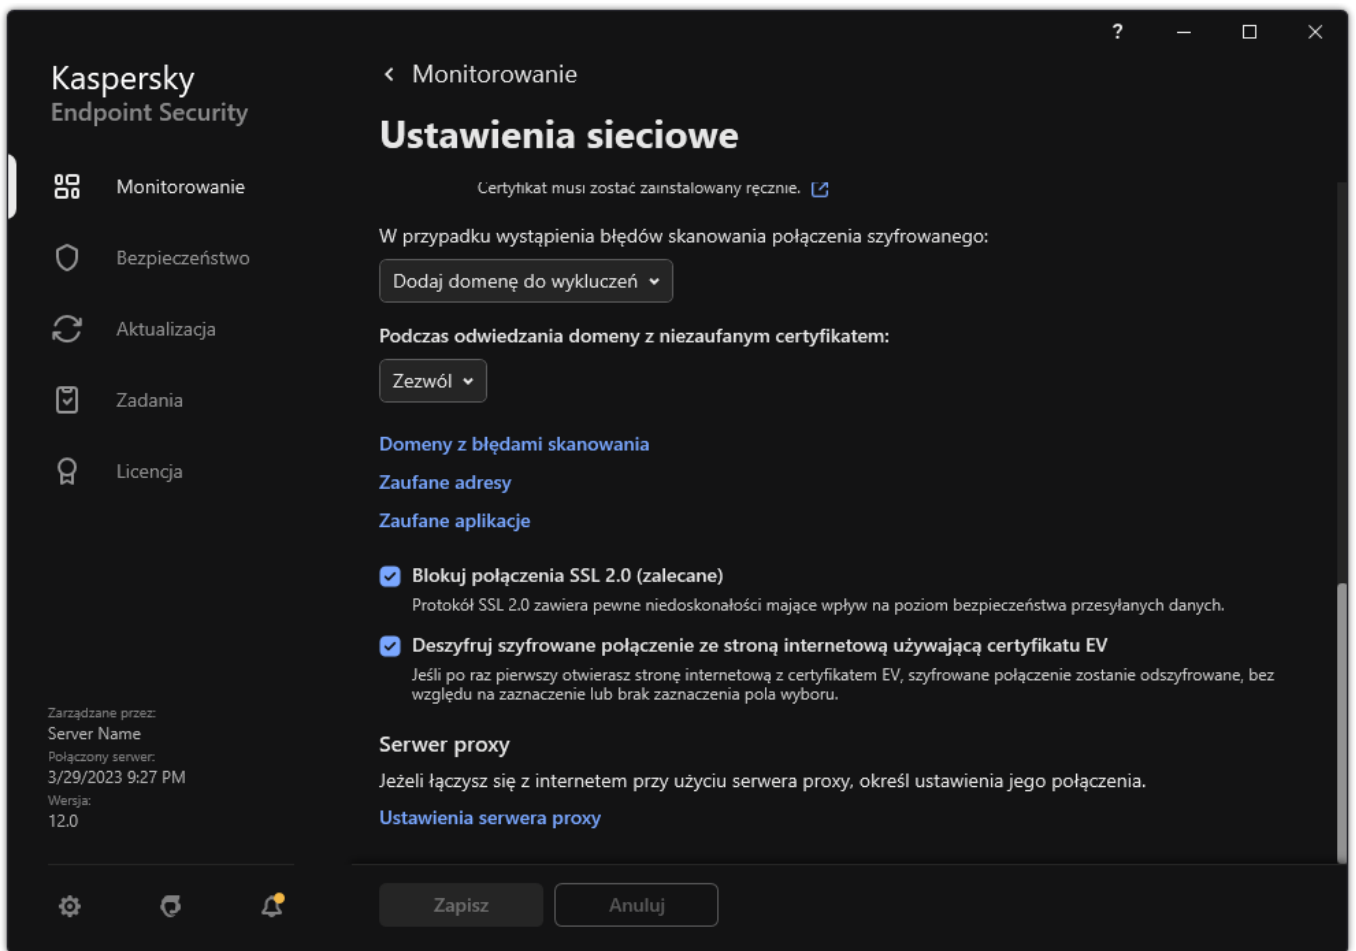 ?
Kaspersky
Endpoint Security
Monitorowanie
Bezpieczeństwo
Aktualizacja
Zadania
Licencja
Zarządzane przez:
Server Name
Połączony serwer:
3/29/2023 9:27 PM
Wersja:
12.0
Monitorowanie
Ustawienia sieciowe
Certyfikat musi zostać zainstalowany ręcznie.
W przypadku wystąpienia błędów skanowania połączenia szyfrowanego:
Dodaj domenę do wykluczeń
Podczas odwiedzania domeny z niezaufanym certyfikatem:
Zezwól
Domeny z błędami skanowania
Zaufane adresy
Zaufane aplikacje
Blokuj połączenia SSL 2.0 (zalecane)
Protokół SSL 2.0 zawiera pewne niedoskonałości mające wpływ na poziom bezpieczeństwa przesyłanych danych.
Deszyfruj szyfrowane połączenie ze stroną internetową używającą certyfikatu EV
Jeśli po raz pierwszy otwierasz stronę internetową z certyfikatem EV, szyfrowane połączenie zostanie odszyfrowane, bez
względu na zaznaczenie lub brak zaznaczenia pola wyboru.
Serwer proxy
Jeżeli łączysz się z internetem przy użyciu serwera proxy, określ ustawienia jego połączenia.
Ustawienia serwera proxy
Zapisz
Anuluj